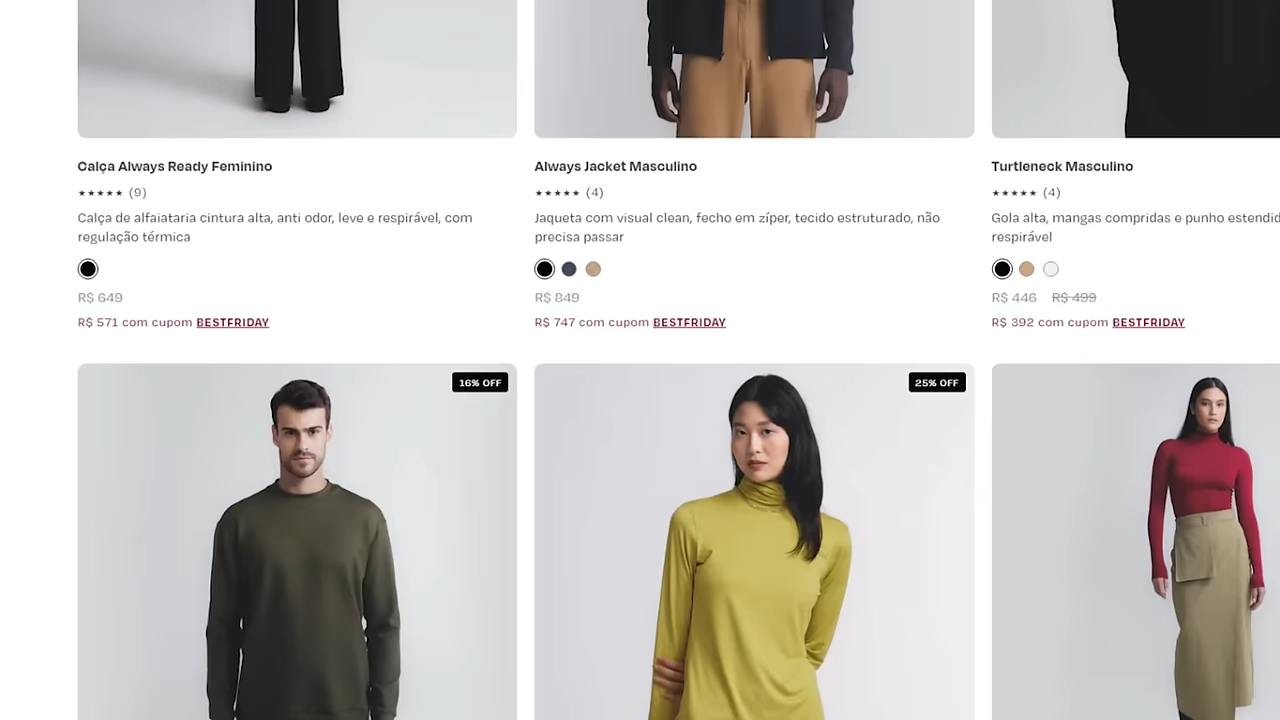 Calça Always Ready Feminino
★★★★★ (9)
Calça de alfaiataria cintura alta, anti odor, leve e respirável, com
regulação térmica
R$ 649
R$ 571 com cupom BESTFRIDAY
Always Jacket Masculino
★★★★★ (4)
Jaqueta com visual clean, fecho em zíper, tecido estruturado, não
precisa passar
R$ 849
R$ 747 com cupom BESTFRIDAY
Turtleneck Masculino
★★★★★ (4)
Gola alta, mangas compridas e punho estendid
respirável
R$ 446 R$ 499
R$ 392 com cupom BESTFRIDAY
16% OFF
25% OFF